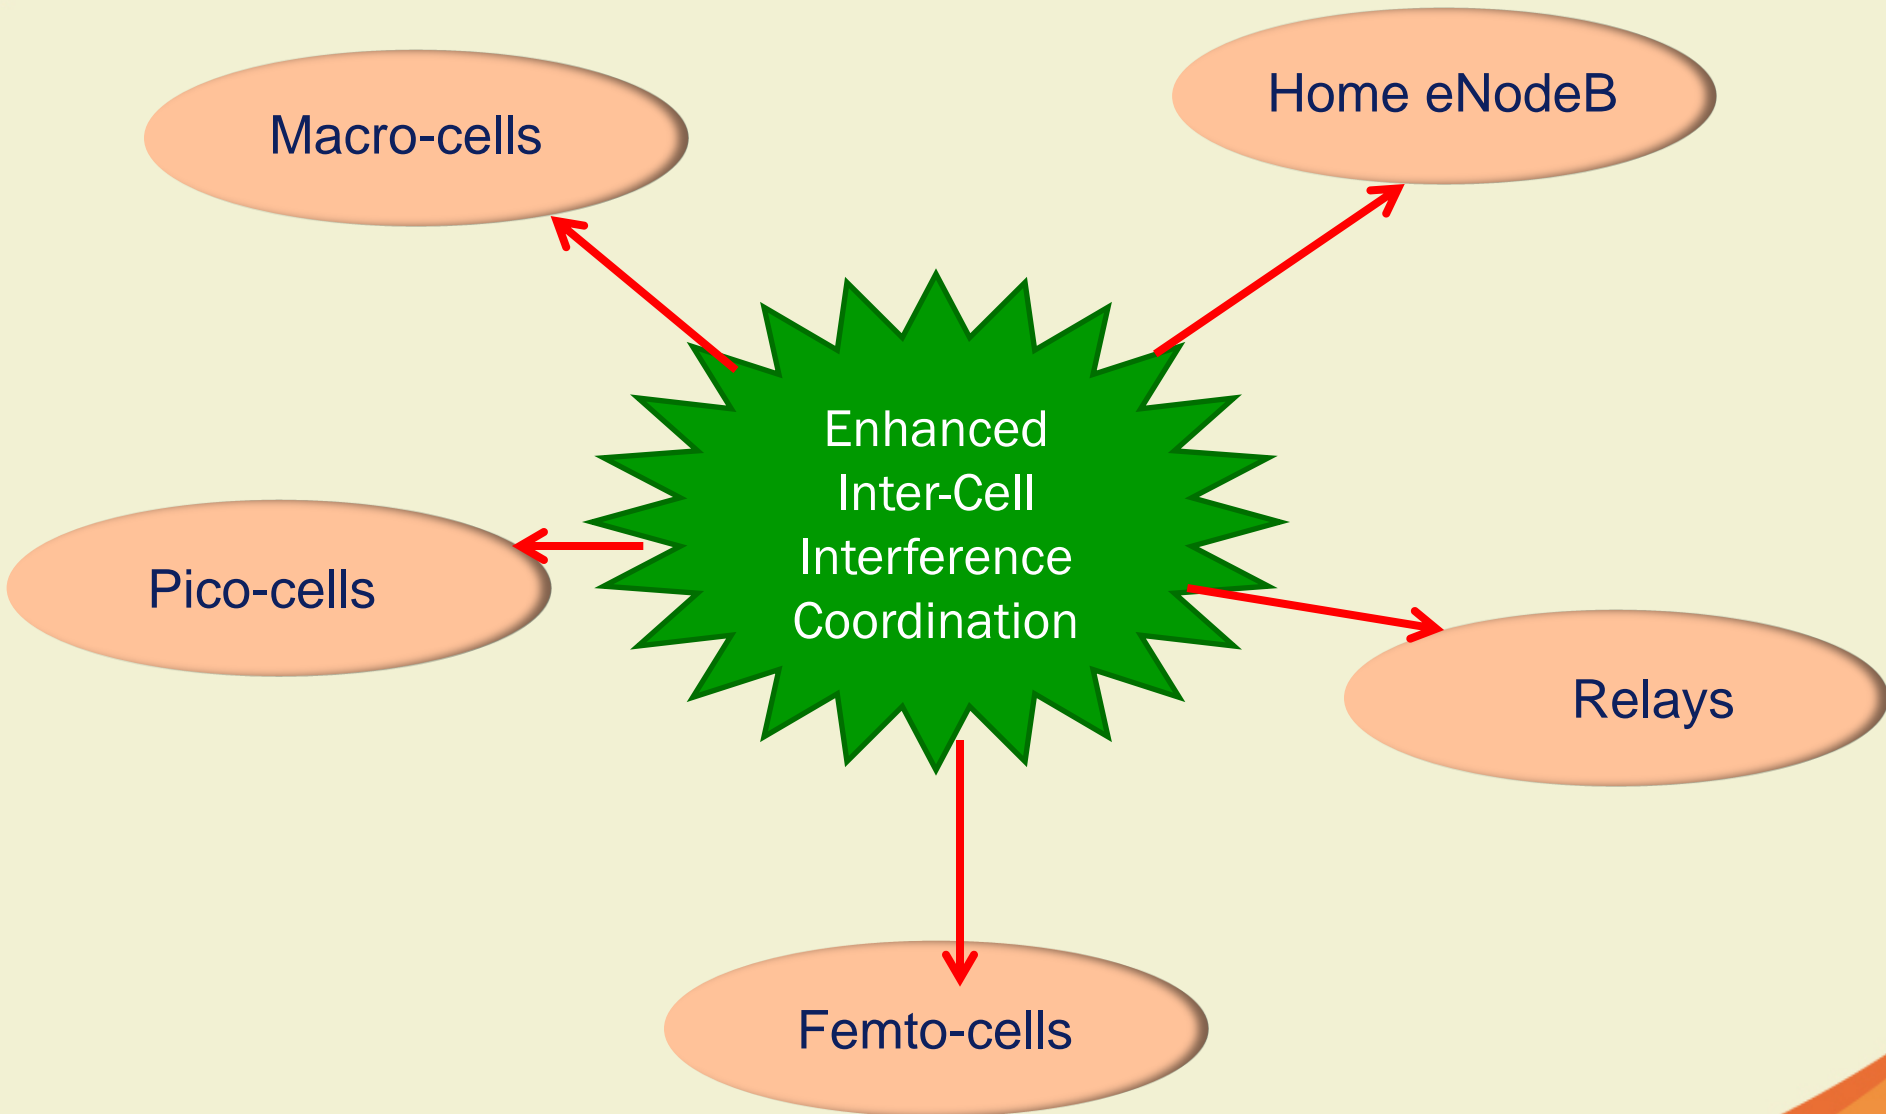 Home eNodeB
Macro-cells
Enhanced
Inter-Cell
Interference
Coordination
Pico-cells
Relays
Femto-cells